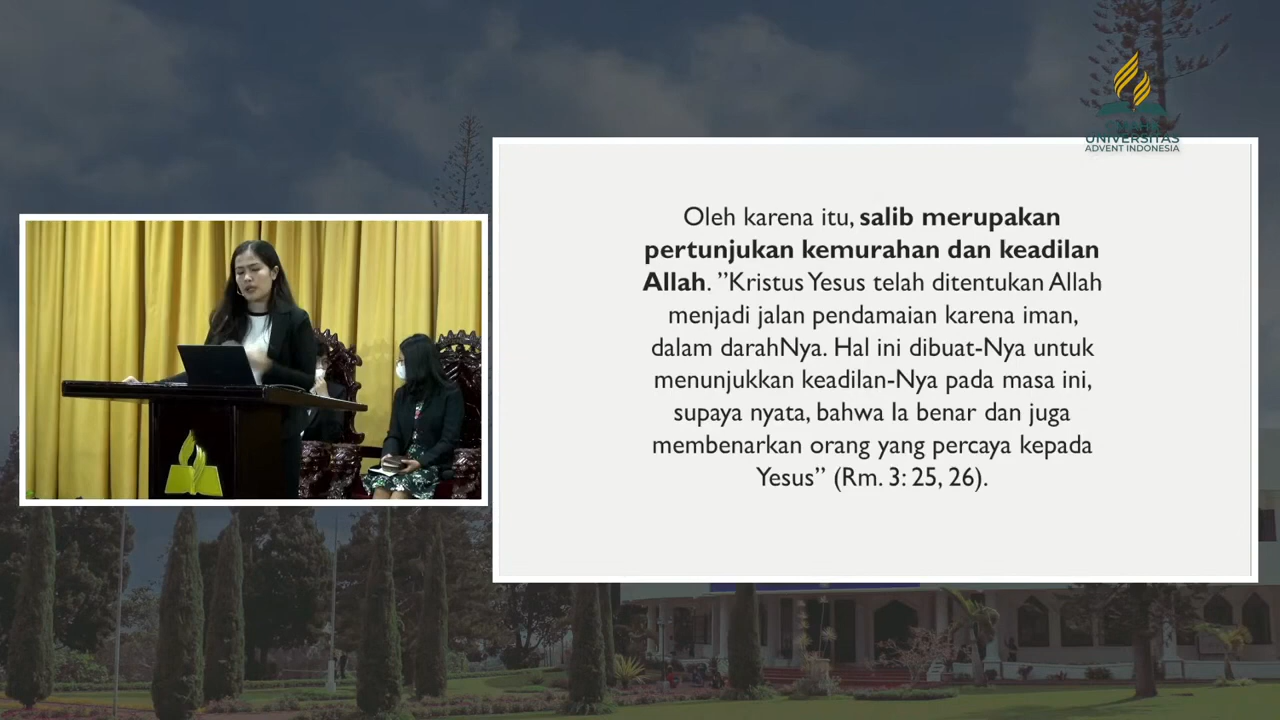 UNIVERSITAS
ADVENT INDONESIA
Oleh karena itu, salib merupakan
pertunjukan kemurahan dan keadilan
Allah. ”Kristus Yesus telah ditentukan Allah
menjadi jalan pendamaian karena iman,
dalam darahNya. Hal ini dibuat-Nya untuk
menunjukkan keadilan-Nya pada masa ini,
supaya nyata, bahwa Ia benar dan juga
membenarkan orang yang percaya kepada
Yesus” (Rm. 3: 25, 26).